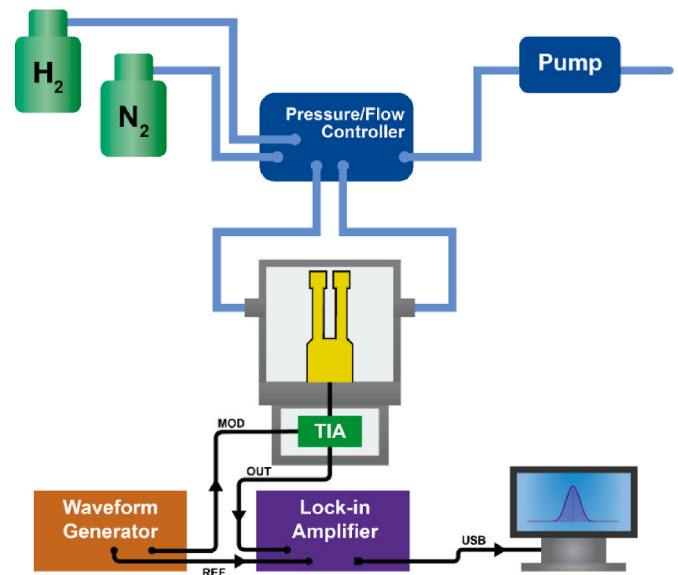 H₂
N₂
Pressure/Flow
Controller
Pump
TIA
MOD
OUT
Waveform
Generator
Lock-in
Amplifier
USB
REF